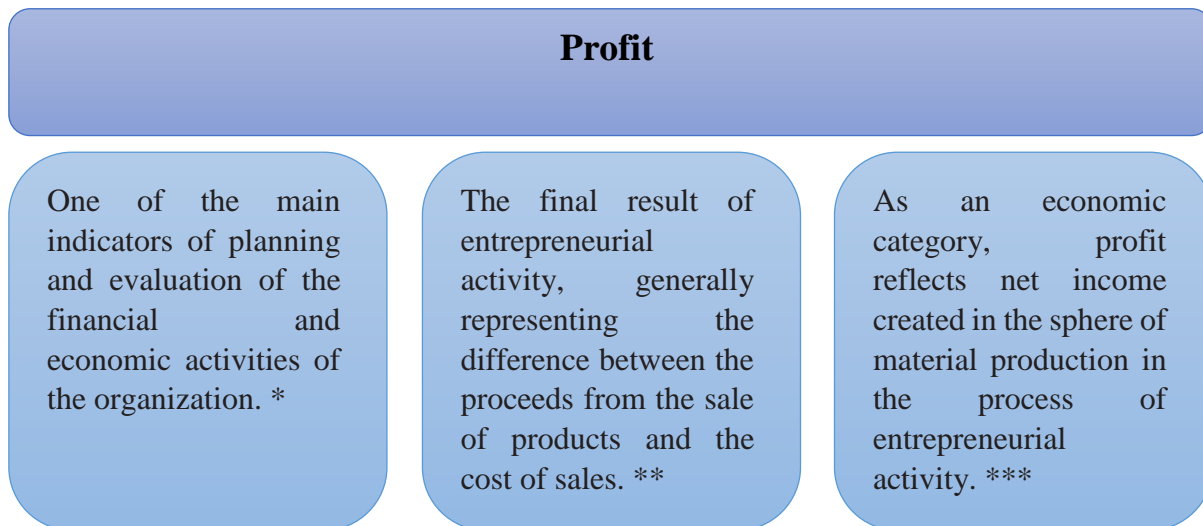 Profit
One of the main
indicators of planning
and evaluation of the
financial and
economic activities of
the organization. *
The final result of
entrepreneurial
activity, generally
representing the
difference between the
proceeds from the sale
of products and the
cost of sales. **
As an economic
category, profit
reflects net income
created in the sphere of
material production in
the process of
entrepreneurial
activity. ***